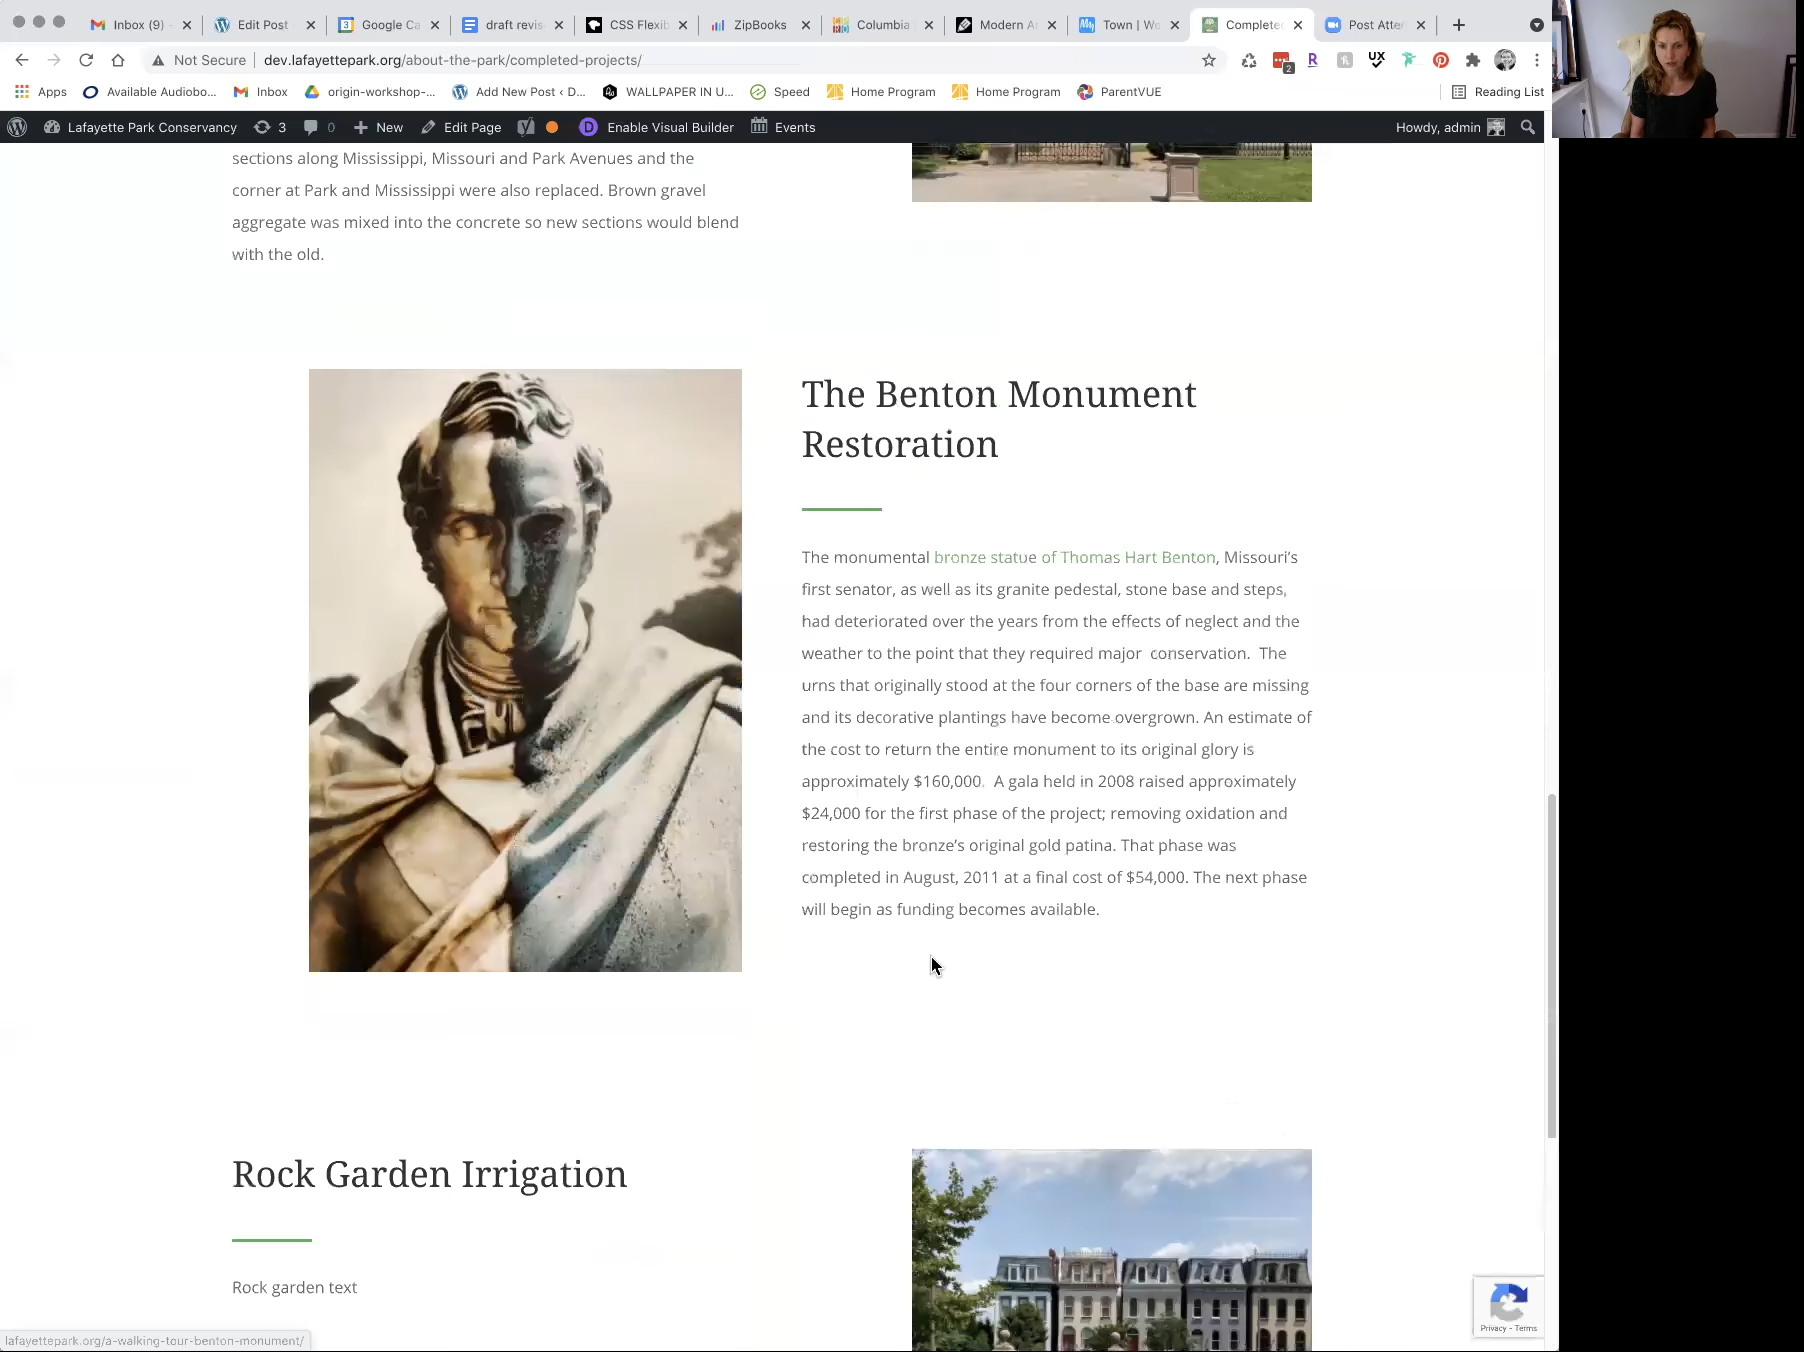 Inbox (9)
Edit Post
Google Ca
draft revis
CSS Flexib
ZipBooks
Columbia
Modern A
Town | We
Complete
Post Atte
Not Secure
dev.lafayettepark.org/about-the-park/completed-projects/
2
R
UX
Apps
Available Audiobo...
Inbox
origin-workshop-...
Add New Post ‹ D...
WALLPAPER IN U...
Speed
Home Program
Home Program
ParentVUE
Reading List
Lafayette Park Conservancy
3
0
New
Edit Page
D
Enable Visual Builder
Events
Howdy, admin
sections along Mississippi, Missouri and Park Avenues and the
corner at Park and Mississippi were also replaced. Brown gravel
aggregate was mixed into the concrete so new sections would blend
with the old.
The Benton Monument
Restoration
The monumental bronze statue of Thomas Hart Benton, Missouri’s
first senator, as well as its granite pedestal, stone base and steps,
had deteriorated over the years from the effects of neglect and the
weather to the point that they required major conservation. The
urns that originally stood at the four corners of the base are missing
and its decorative plantings have become overgrown. An estimate of
the cost to return the entire monument to its original glory is
approximately $160,000. A gala held in 2008 raised approximately
$24,000 for the first phase of the project; removing oxidation and
restoring the bronze’s original gold patina. That phase was
completed in August, 2011 at a final cost of $54,000. The next phase
will begin as funding becomes available.
Rock Garden Irrigation
Rock garden text
Privacy - Terms
lafayettepark.org/a-walking-tour-benton-monument/